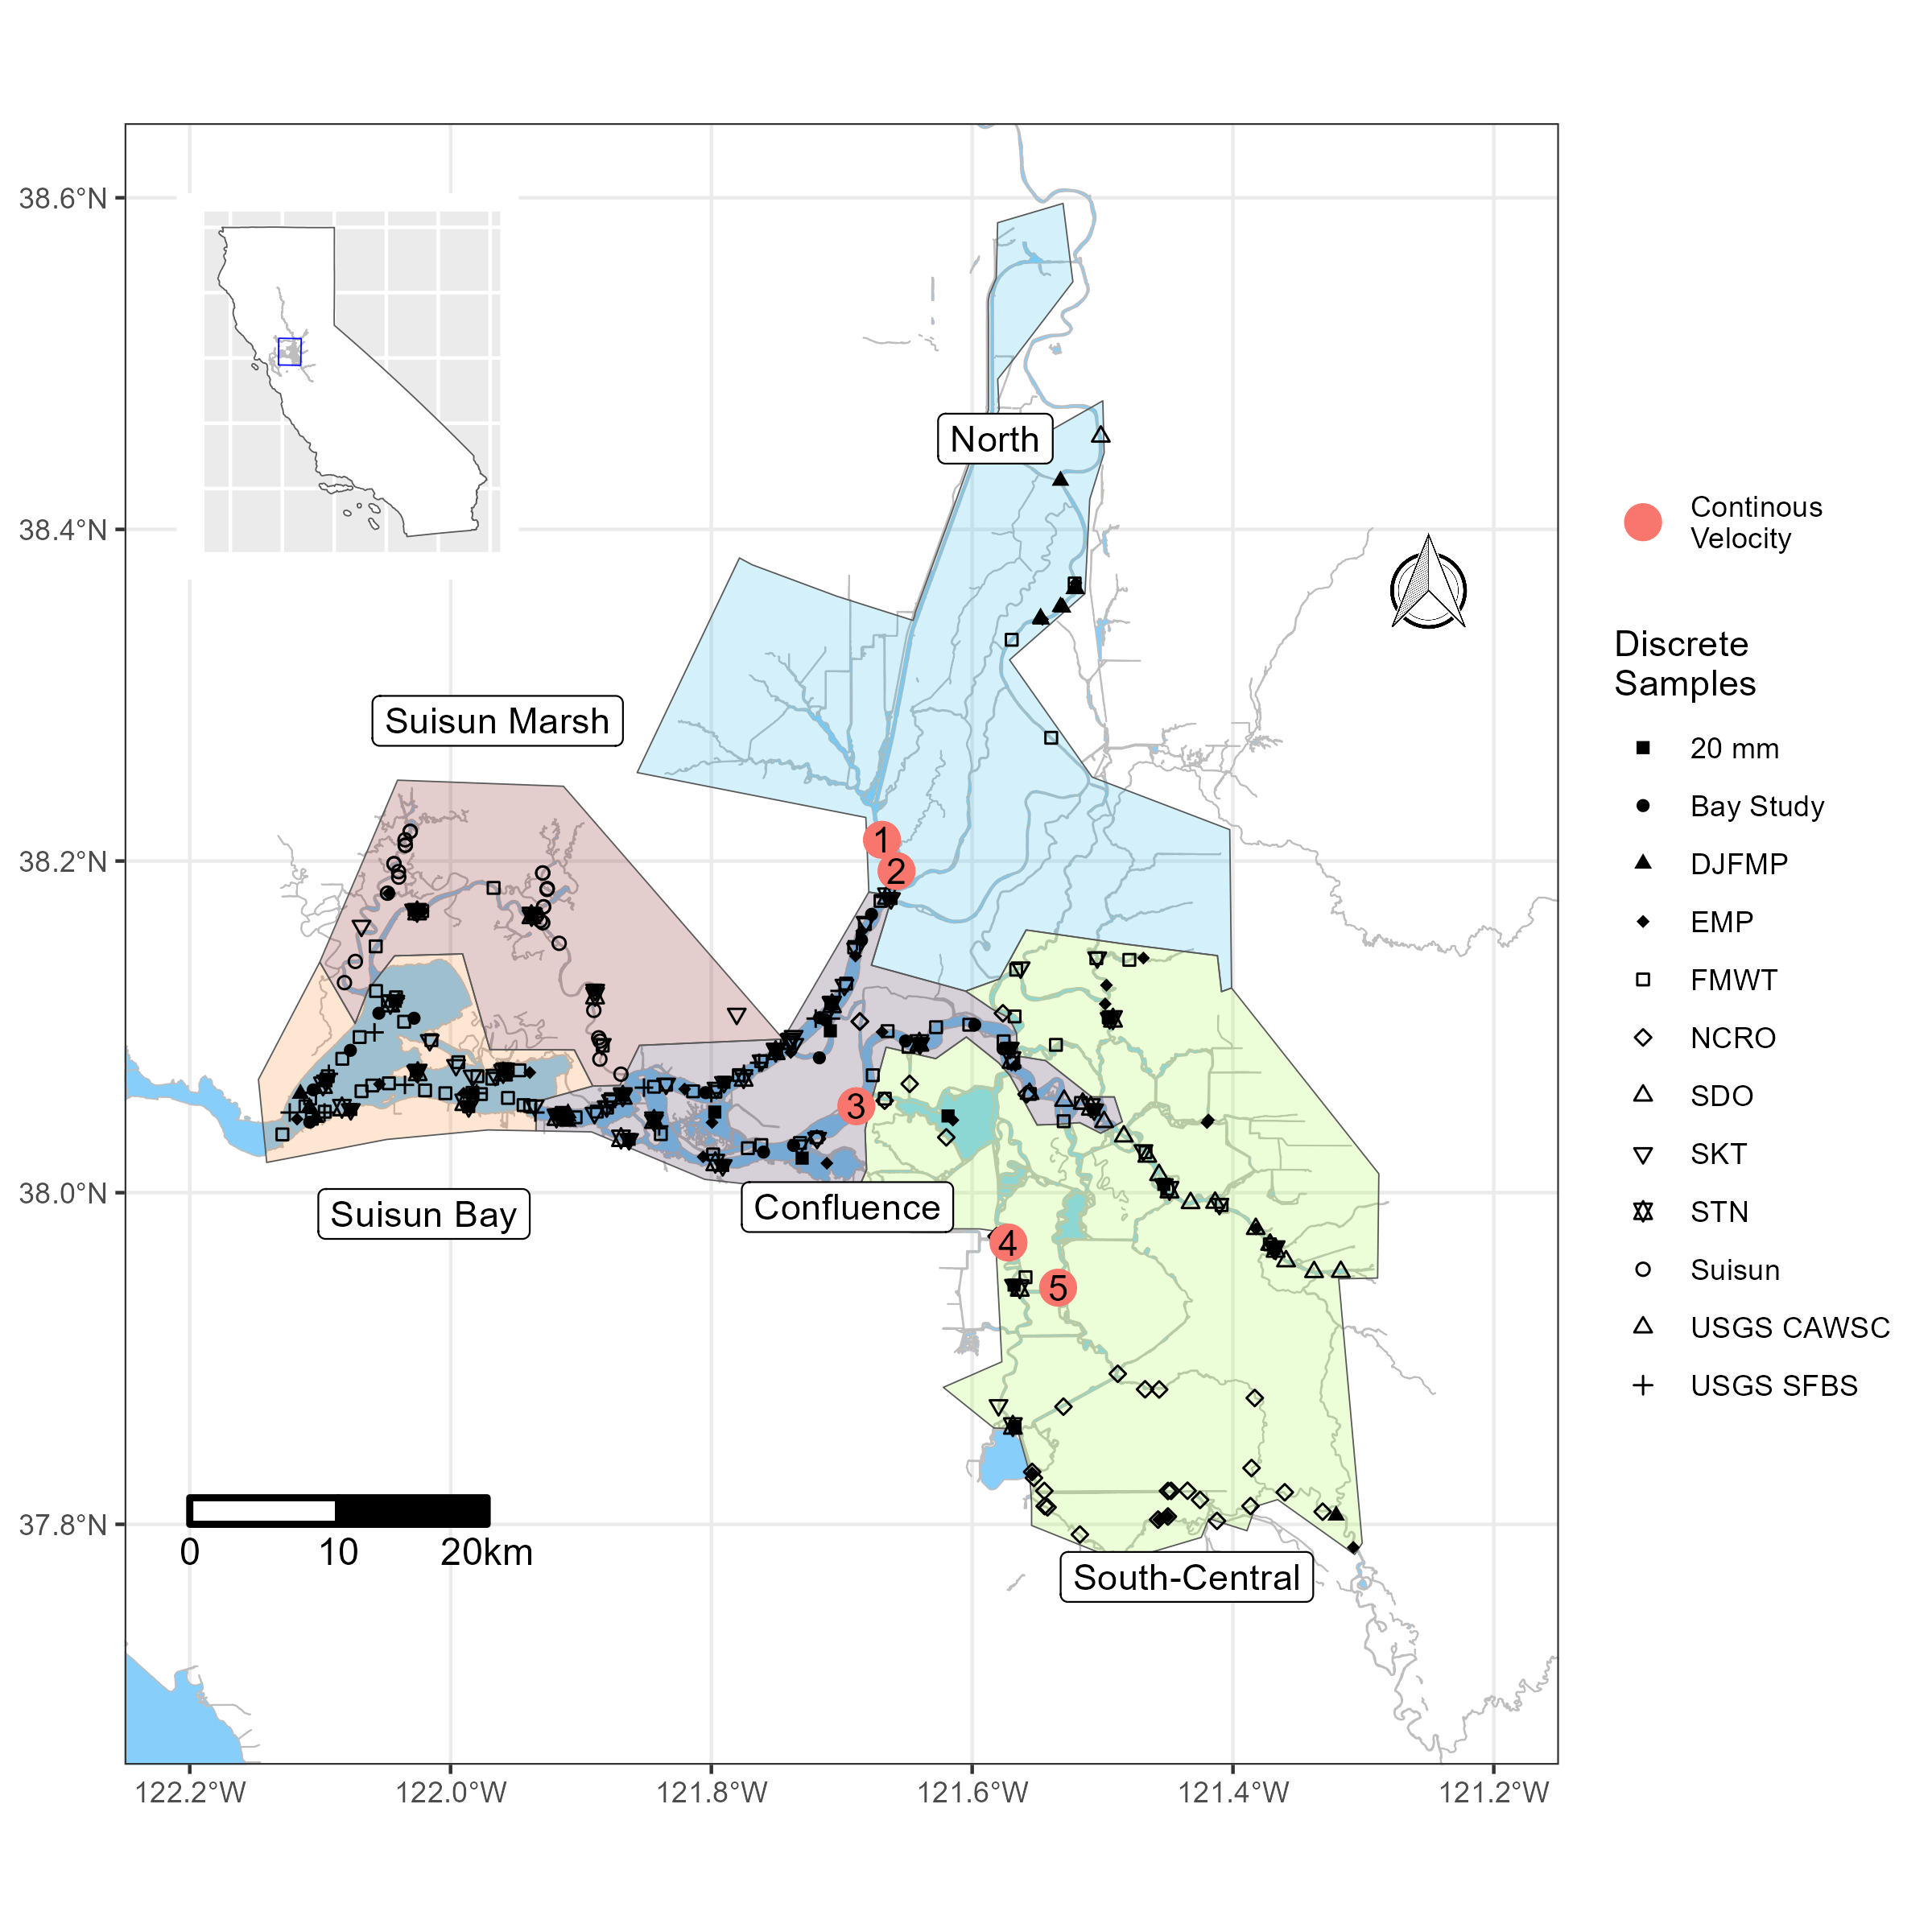 38.6°N
38.4°N
38.2°N
38.0°N
37.8°N
North
Suisun Marsh
1
2
3
Suisun Bay
Confluence
4
5
South-Central
0 10 20km
122.2°W 122.0°W 121.8°W 121.6°W 121.4°W 121.2°W
Continous
Velocity
Discrete
Samples
20 mm
Bay Study
DJFMP
EMP
FMWT
NCRO
SDO
SKT
STN
Suisun
USGS CAWSC
USGS SFBS